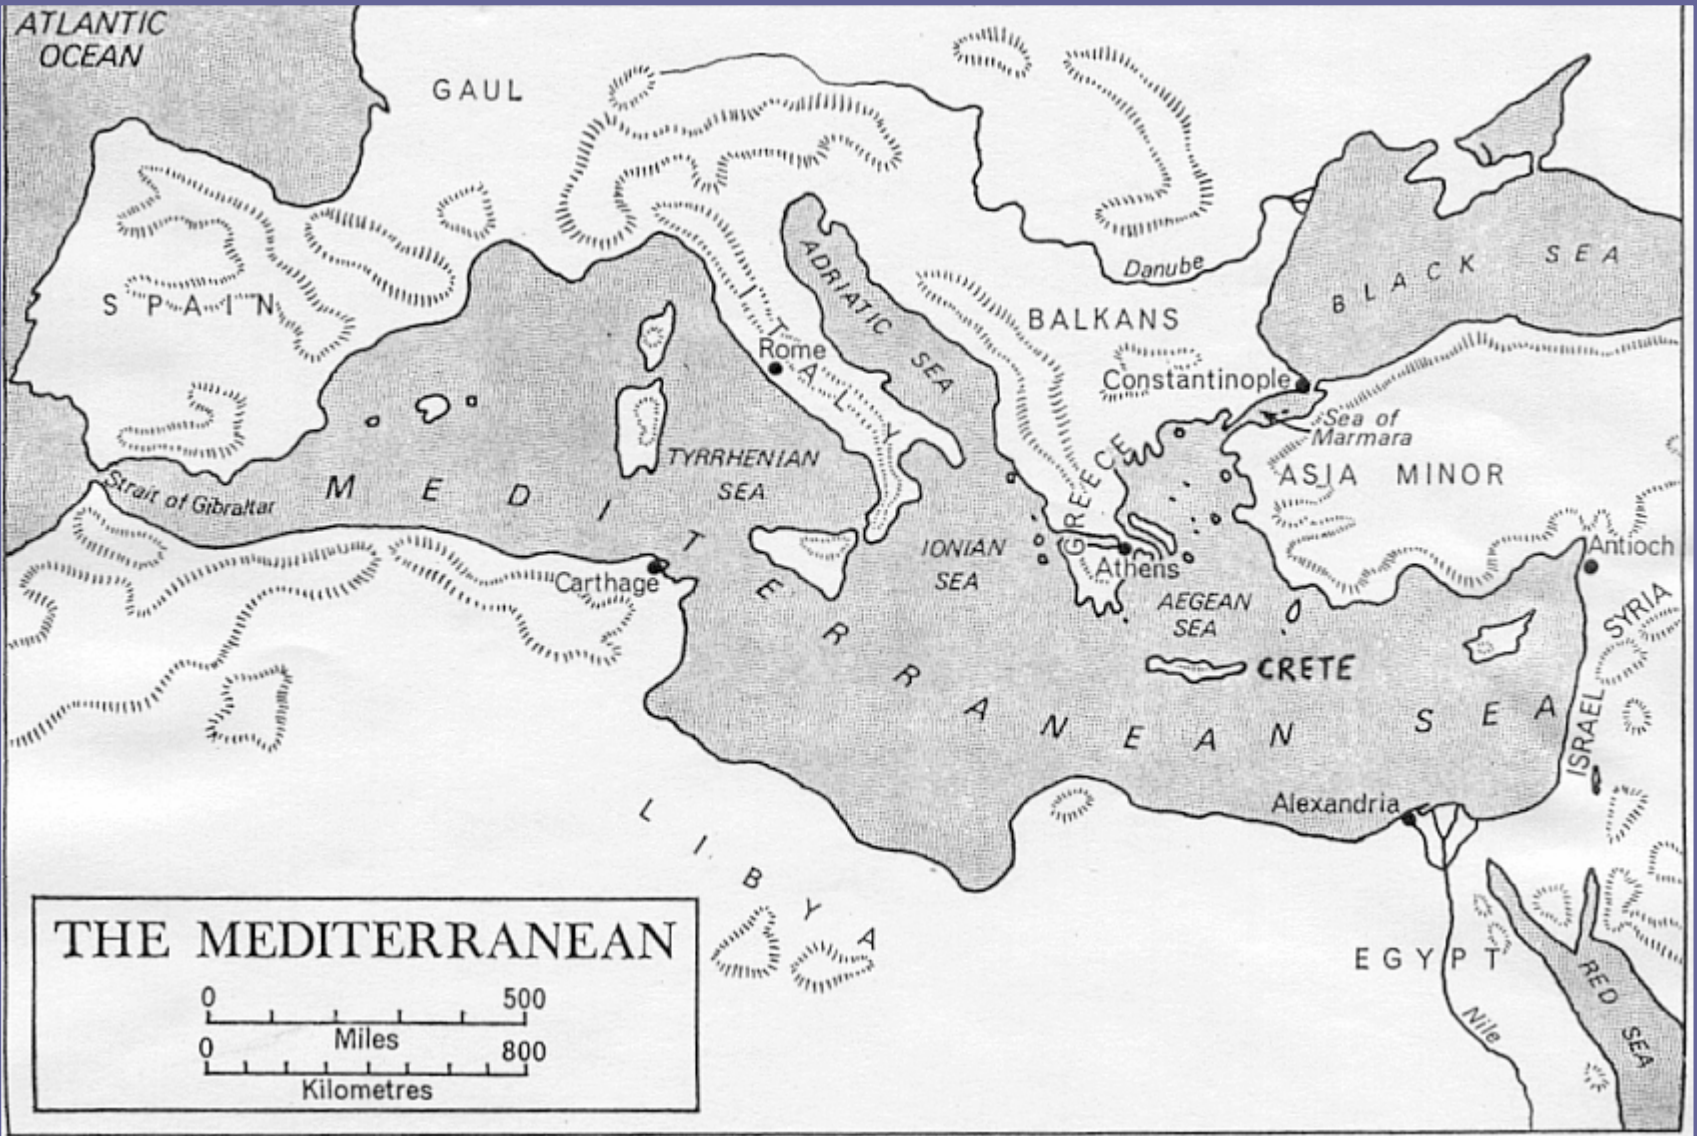 ATLANTIC
OCEAN
GAUL
SPAIN
ITALY
ADRIATIC SEA
Danube
BLACK SEA
BALKANS
Rome
Constantinople
Sea of
Marmara
GREECE
ASIA MINOR
TYRRHENIAN
SEA
Strait of Gibraltar
MEDITERRANEAN SEA
IONIAN
SEA
Athens
Antioch
Carthage
AEGEAN
SEA
SYRIA
CRETE
ISRAEL
Alexandria
LIBYA
EGYPT
Nile
RED SEA
THE MEDITERRANEAN
0 500
Miles
0 800
Kilometres